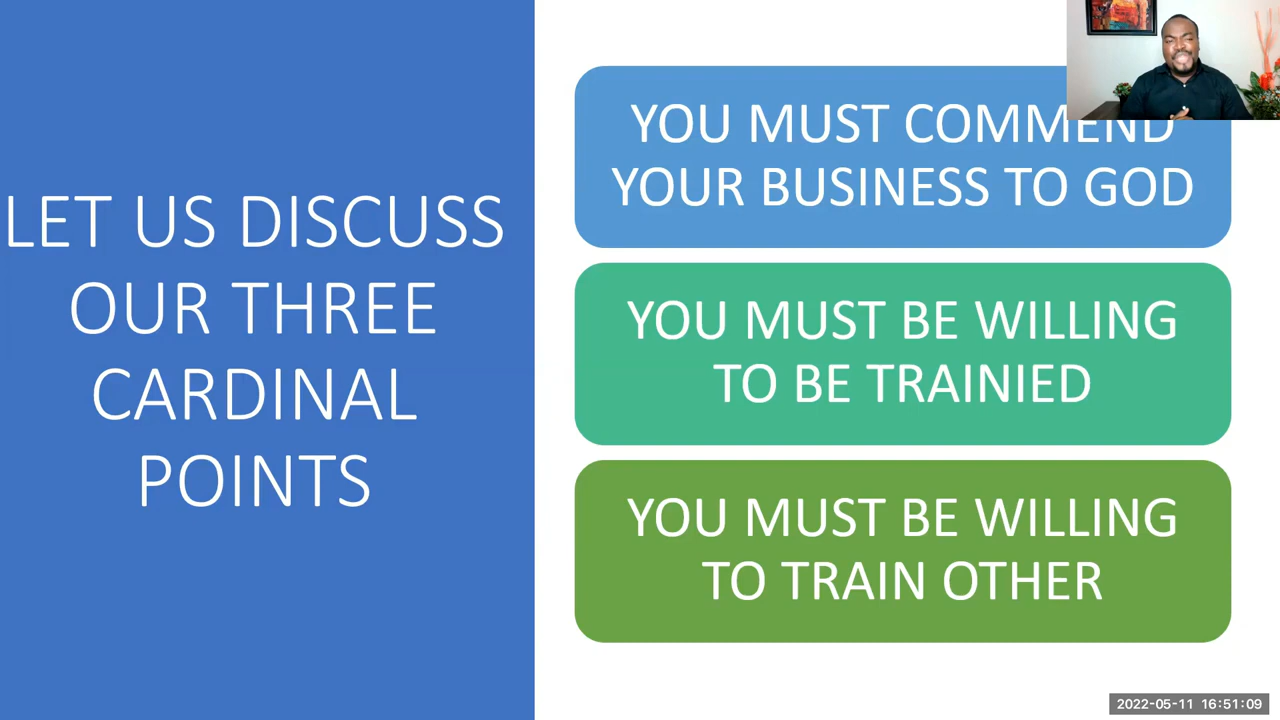 LET US DISCUSS
OUR THREE
CARDINAL
POINTS
YOU MUST COMMEND
YOUR BUSINESS TO GOD
YOU MUST BE WILLING
TO BE TRAINIED
YOU MUST BE WILLING
TO TRAIN OTHER
2022-05-11 16:51:09